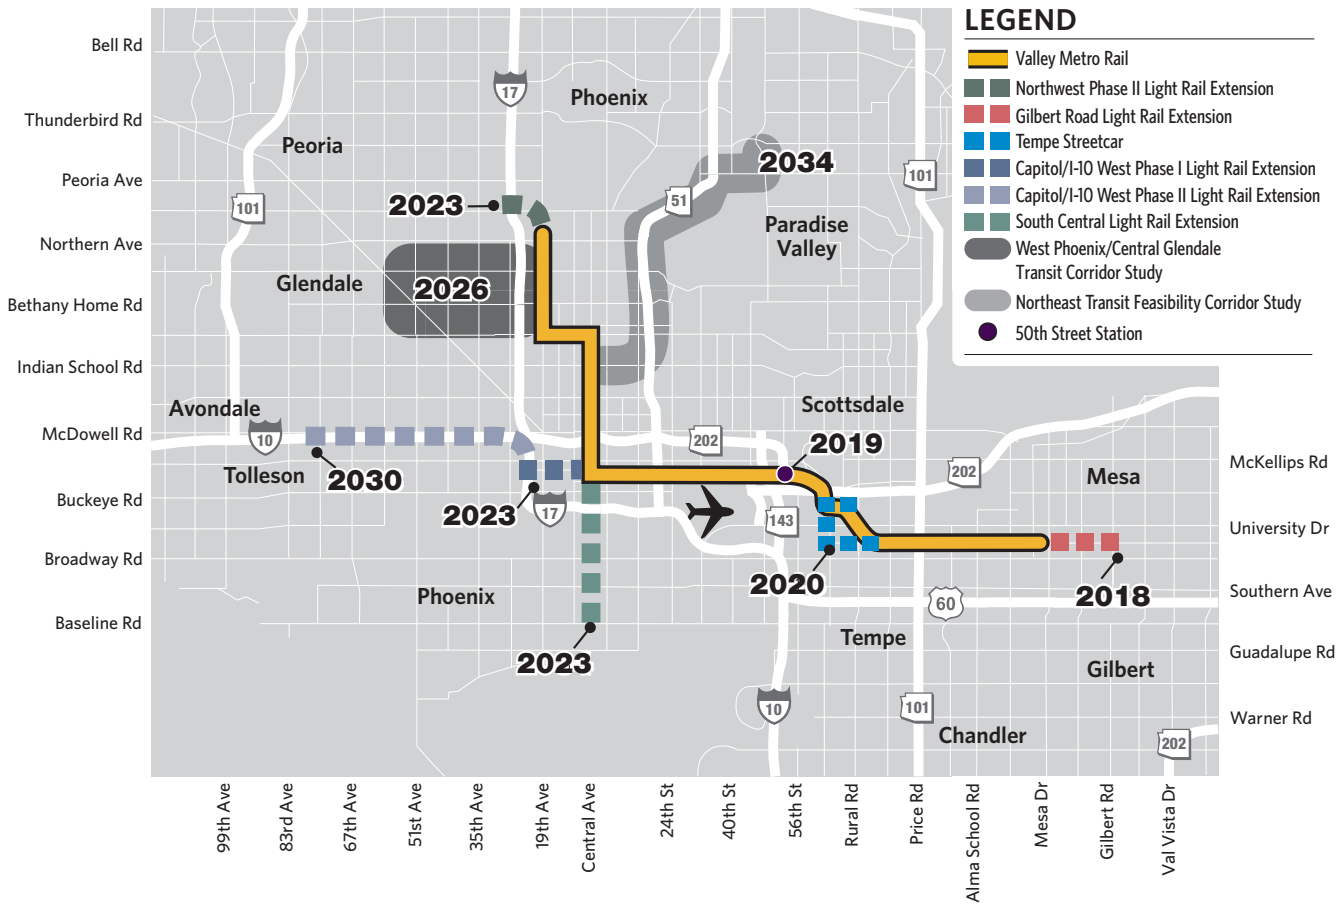 LEGEND
Valley Metro Rail
Northwest Phase II Light Rail Extension
Gilbert Road Light Rail Extension
Tempe Streetcar
Capitol/I-10 West Phase I Light Rail Extension
Capitol/I-10 West Phase II Light Rail Extension
South Central Light Rail Extension
West Phoenix/Central Glendale
Transit Corridor Study
Northeast Transit Feasibility Corridor Study
50th Street Station
Bell Rd
Thunderbird Rd
Peoria Ave
Northern Ave
Bethany Home Rd
Indian School Rd
McDowell Rd
Buckeye Rd
Broadway Rd
Baseline Rd
17
Phoenix
Peoria
2034
101
51
101
2023
Paradise
Valley
Glendale
2026
Avondale
Scottsdale
10
202
2019
202
Mesa
Tolleson
2030
2023
17
143
2020
2018
Phoenix
60
2023
Tempe
Gilbert
10
101
Chandler
202
McKellips Rd
University Dr
Southern Ave
Guadalupe Rd
Warner Rd
99th Ave
83rd Ave
67th Ave
51st Ave
35th Ave
19th Ave
Central Ave
24th St
40th St
56th St
Rural Rd
Price Rd
Alma School Rd
Mesa Dr
Gilbert Rd
Val Vista Dr